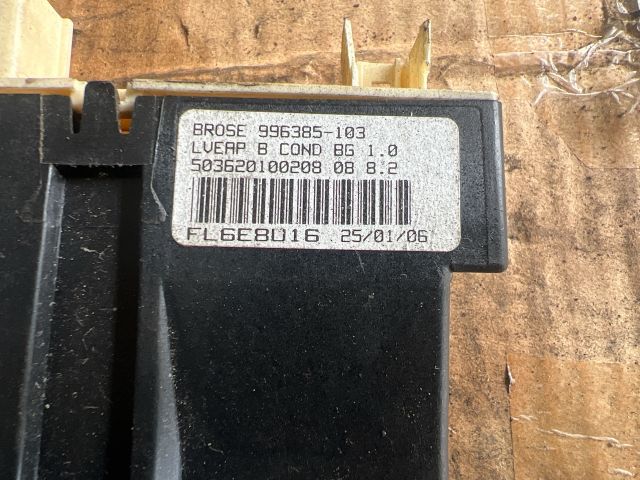 BROSE 996385-103
LVEAP B COND BG 1.0
503620100208 08 8.2
FL6E8U16 25/01/06